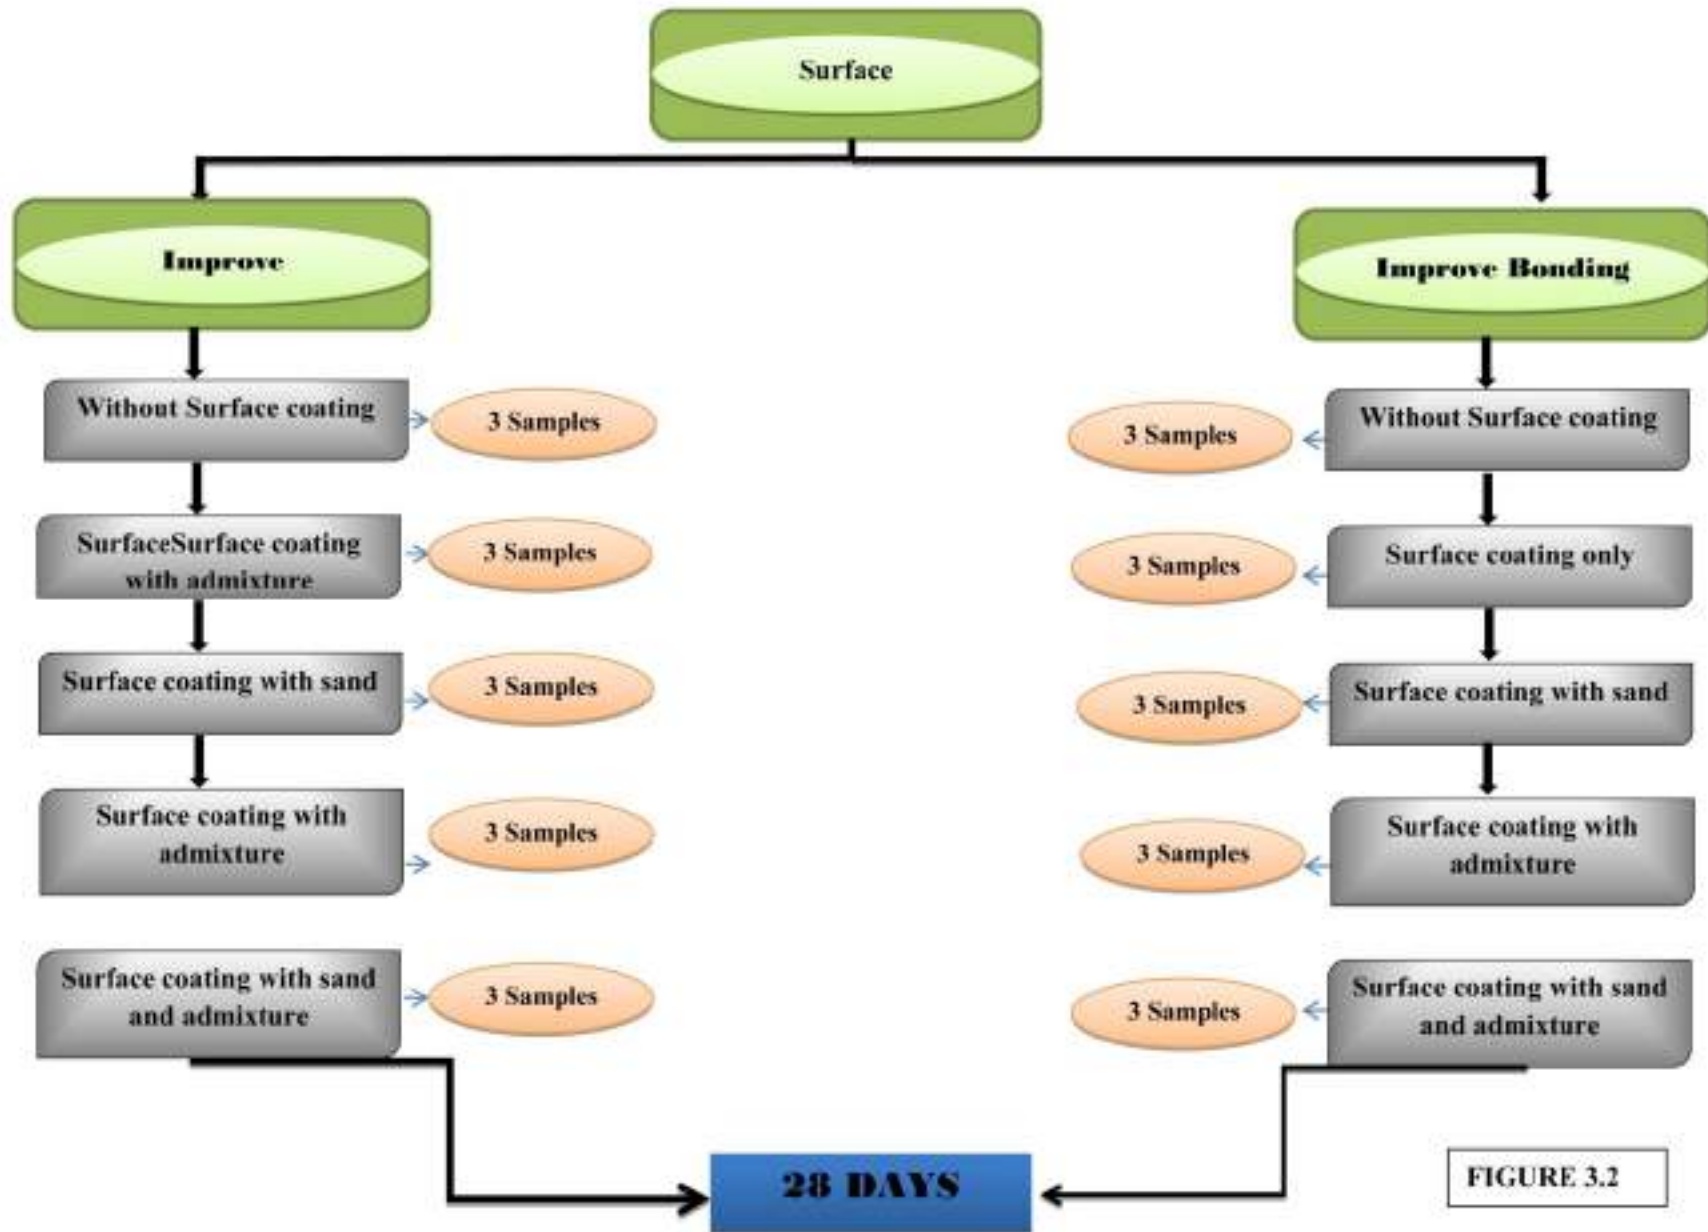 Surface
Improve
Improve Bonding
Without Surface coating
3 Samples
3 Samples
Without Surface coating
SurfaceSurface coating
with admixture
3 Samples
3 Samples
Surface coating only
Surface coating with sand
3 Samples
3 Samples
Surface coating with sand
Surface coating with
admixture
3 Samples
3 Samples
Surface coating with
admixture
Surface coating with sand
and admixture
3 Samples
3 Samples
Surface coating with sand
and admixture
28 DAYS
FIGURE 3.2